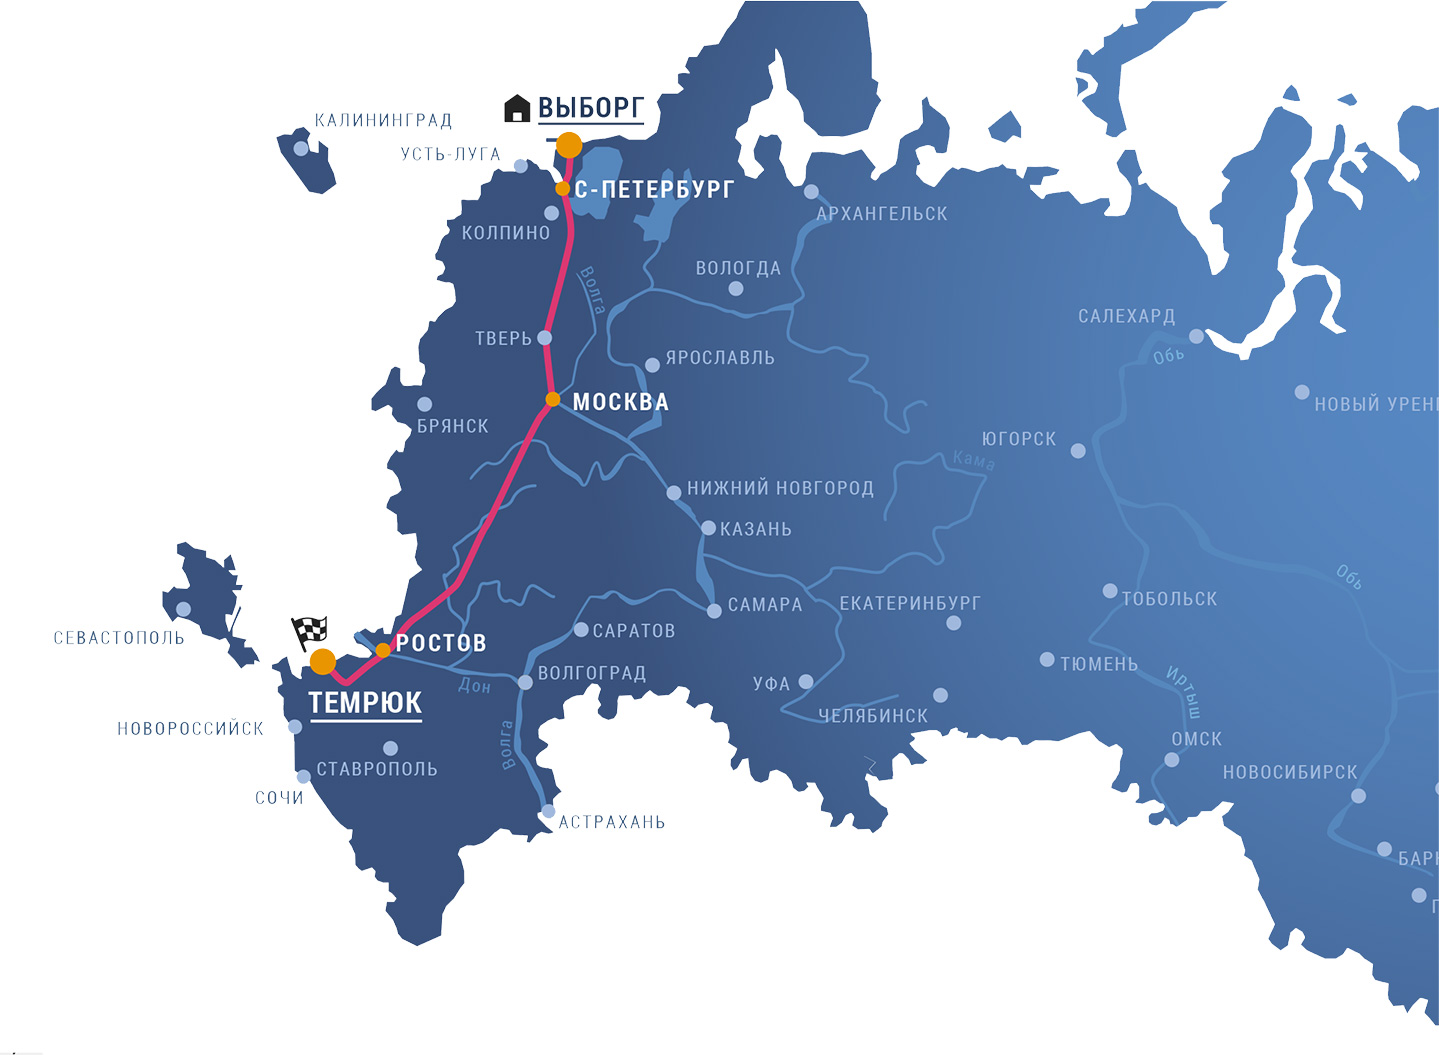 ВЫБОРГ
КАЛИНИНГРАД
УСТЬ-ЛУГА
С-ПЕТЕРБУРГ
АРХАНГЕЛЬСК
КОЛПИНО
ВОЛОГДА
Волга
САЛЕХАРД
ТВЕРЬ
ЯРОСЛАВЛЬ
Обь
МОСКВА
НОВЫЙ УРЕН
БРЯНСК
ЮГОРСК
Кама
НИЖНИЙ НОВГОРОД
КАЗАНЬ
Обь
САМАРА
ЕКАТЕРИНБУРГ
ТОБОЛЬСК
СЕВАСТОПОЛЬ
САРАТОВ
РОСТОВ
ТЮМЕНЬ
ВОЛГОГРАД
Дон
УФА
Иртыш
ТЕМРЮК
ЧЕЛЯБИНСК
НОВОРОССИЙСК
Волга
ОМСК
СТАВРОПОЛЬ
НОВОСИБИРСК
СОЧИ
АСТРАХАНЬ
БАР